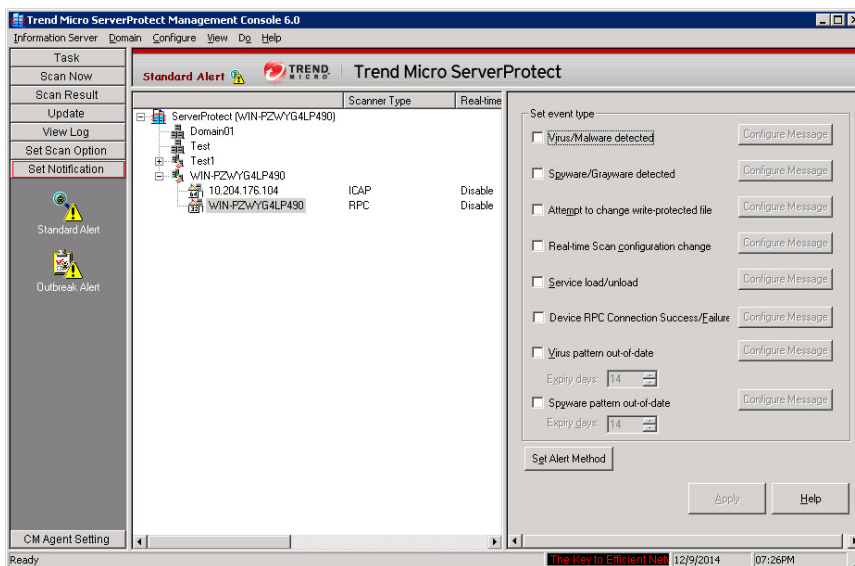 Trend Micro ServerProtect Management Console 6.0
Information Server Domain Configure View Do Help
Task
Scan Now
Scan Result
Update
View Log
Set Scan Option
Set Notification
Standard Alert
Outbreak Alert
CM Agent Setting
Standard Alert
TREND MICRO
Trend Micro ServerProtect
Scanner Type Real-time
ServerProtect (WIN-PZWYG4LP490)
Domain01
Test
Test1
WIN-PZWYG4LP490
10.204.176.104 ICAP Disable
WIN-PZWYG4LP490 RPC Disable
Set event type
Virus/Malware detected Configure Message
Spyware/Grayware detected Configure Message
Attempt to change write-protected file Configure Message
Real-time Scan configuration change Configure Message
Service load/unload Configure Message
Device RPC Connection Success/Failure Configure Message
Virus pattern out-of-date Configure Message
Expiry days: 14
Spyware pattern out-of-date Configure Message
Expiry days: 14
Set Alert Method
Apply Help
Ready The Key to Efficient Net 12/9/2014 07:26PM